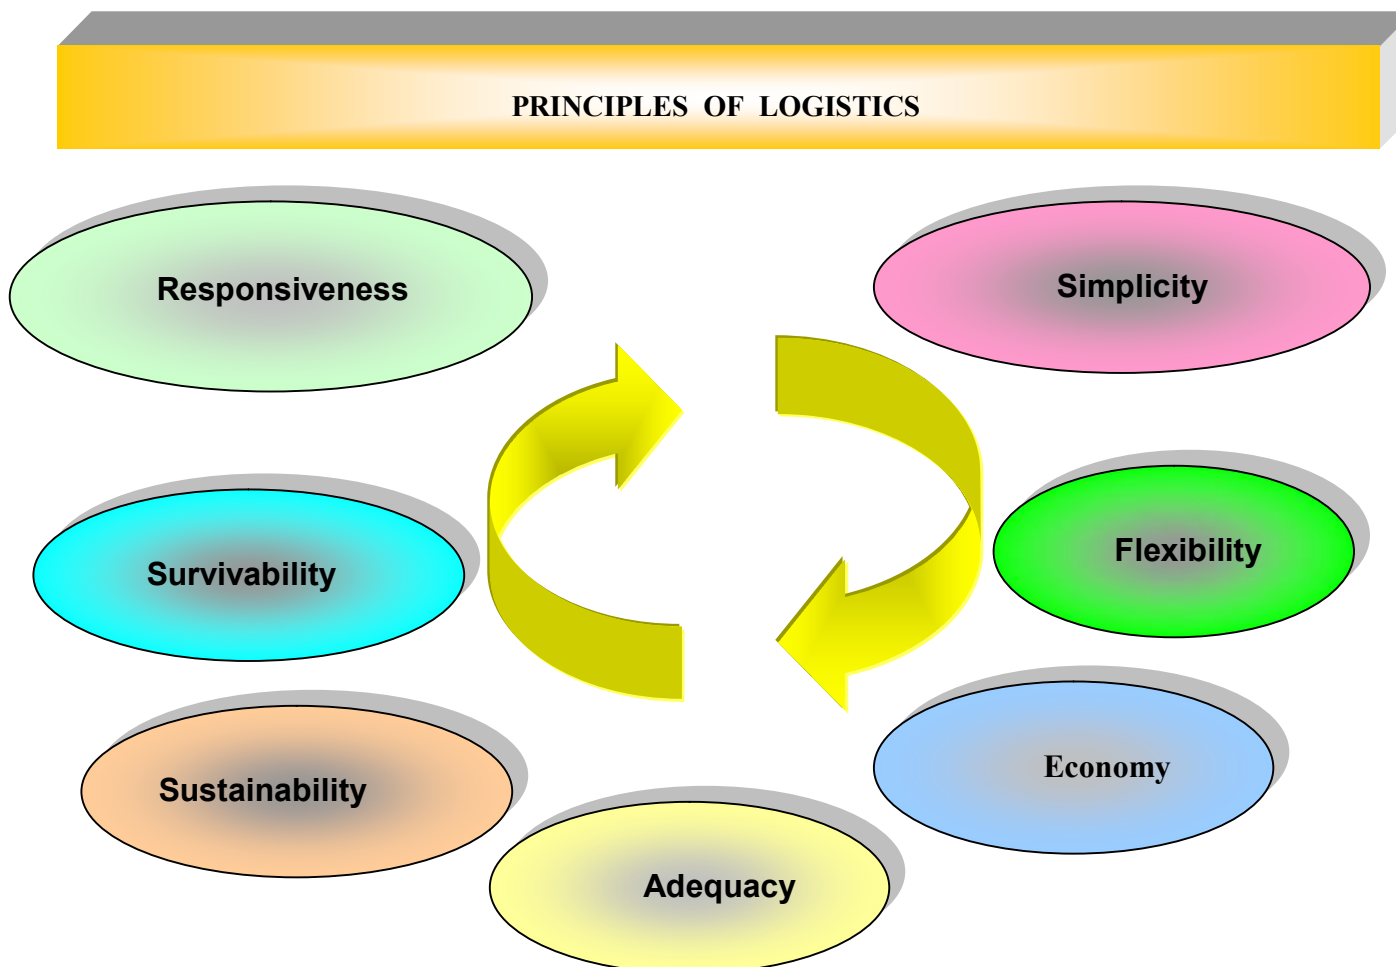 PRINCIPLES OF LOGISTICS
Responsiveness
Simplicity
Survivability
Flexibility
Sustainability
Economy
Adequacy